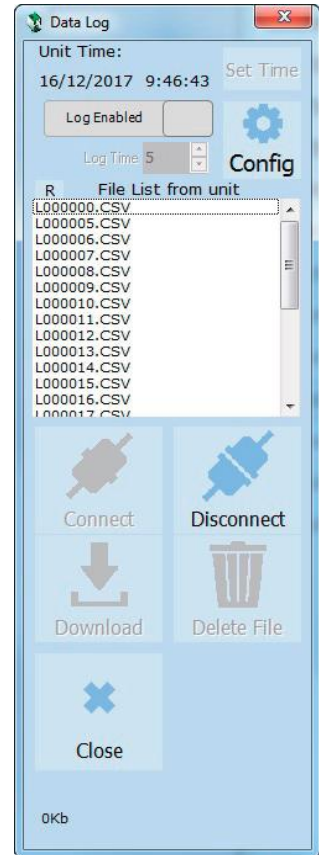 Data Log
Unit Time:
16/12/2017 9:46:43
Set Time
Log Enabled
Log Time 5
Config
R File List from unit
L000000.CSV
L000005.CSV
L000006.CSV
L000007.CSV
L000008.CSV
L000009.CSV
L000010.CSV
L000011.CSV
L000012.CSV
L000013.CSV
L000014.CSV
L000015.CSV
L000016.CSV
L000017.CSV
Connect Disconnect
Download Delete File
Close
0Kb